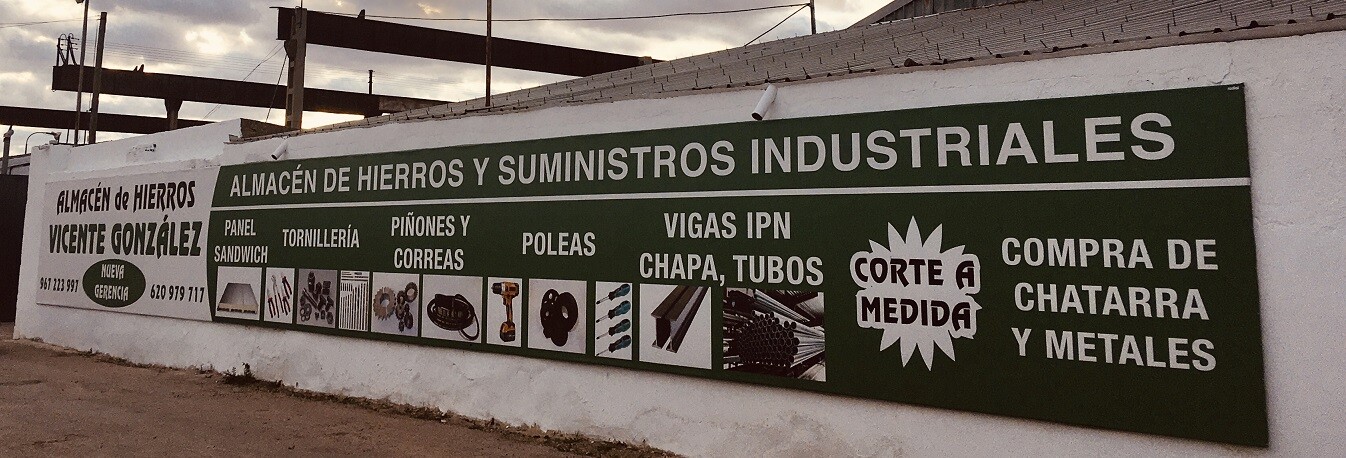 ALMACÉN de HIERROS
VICENTE GONZÁLEZ
NUEVA
GERENCIA
967 223 997
620 979 717
ALMACÉN DE HIERROS Y SUMINISTROS INDUSTRIALES
PANEL
SANDWICH
TORNILLERÍA
PIÑONES Y
CORREAS
POLEAS
VIGAS IPN
CHAPA, TUBOS
CORTE A
MEDIDA
COMPRA DE
CHATARRA
Y METALES